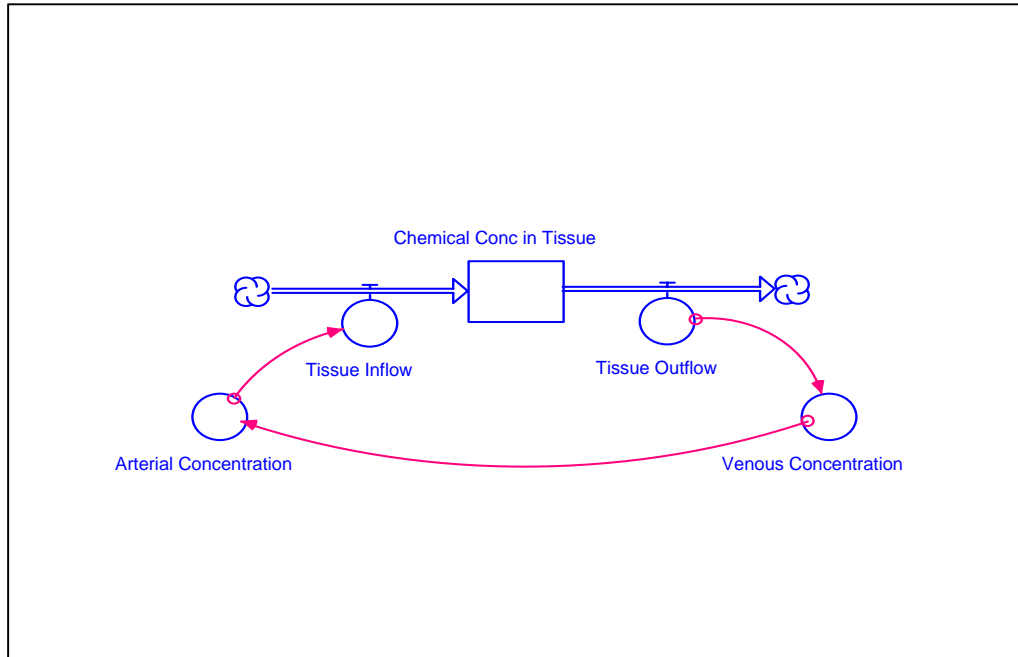 Chemical Conc in Tissue
Tissue Inflow
Tissue Outflow
Arterial Concentration
Venous Concentration